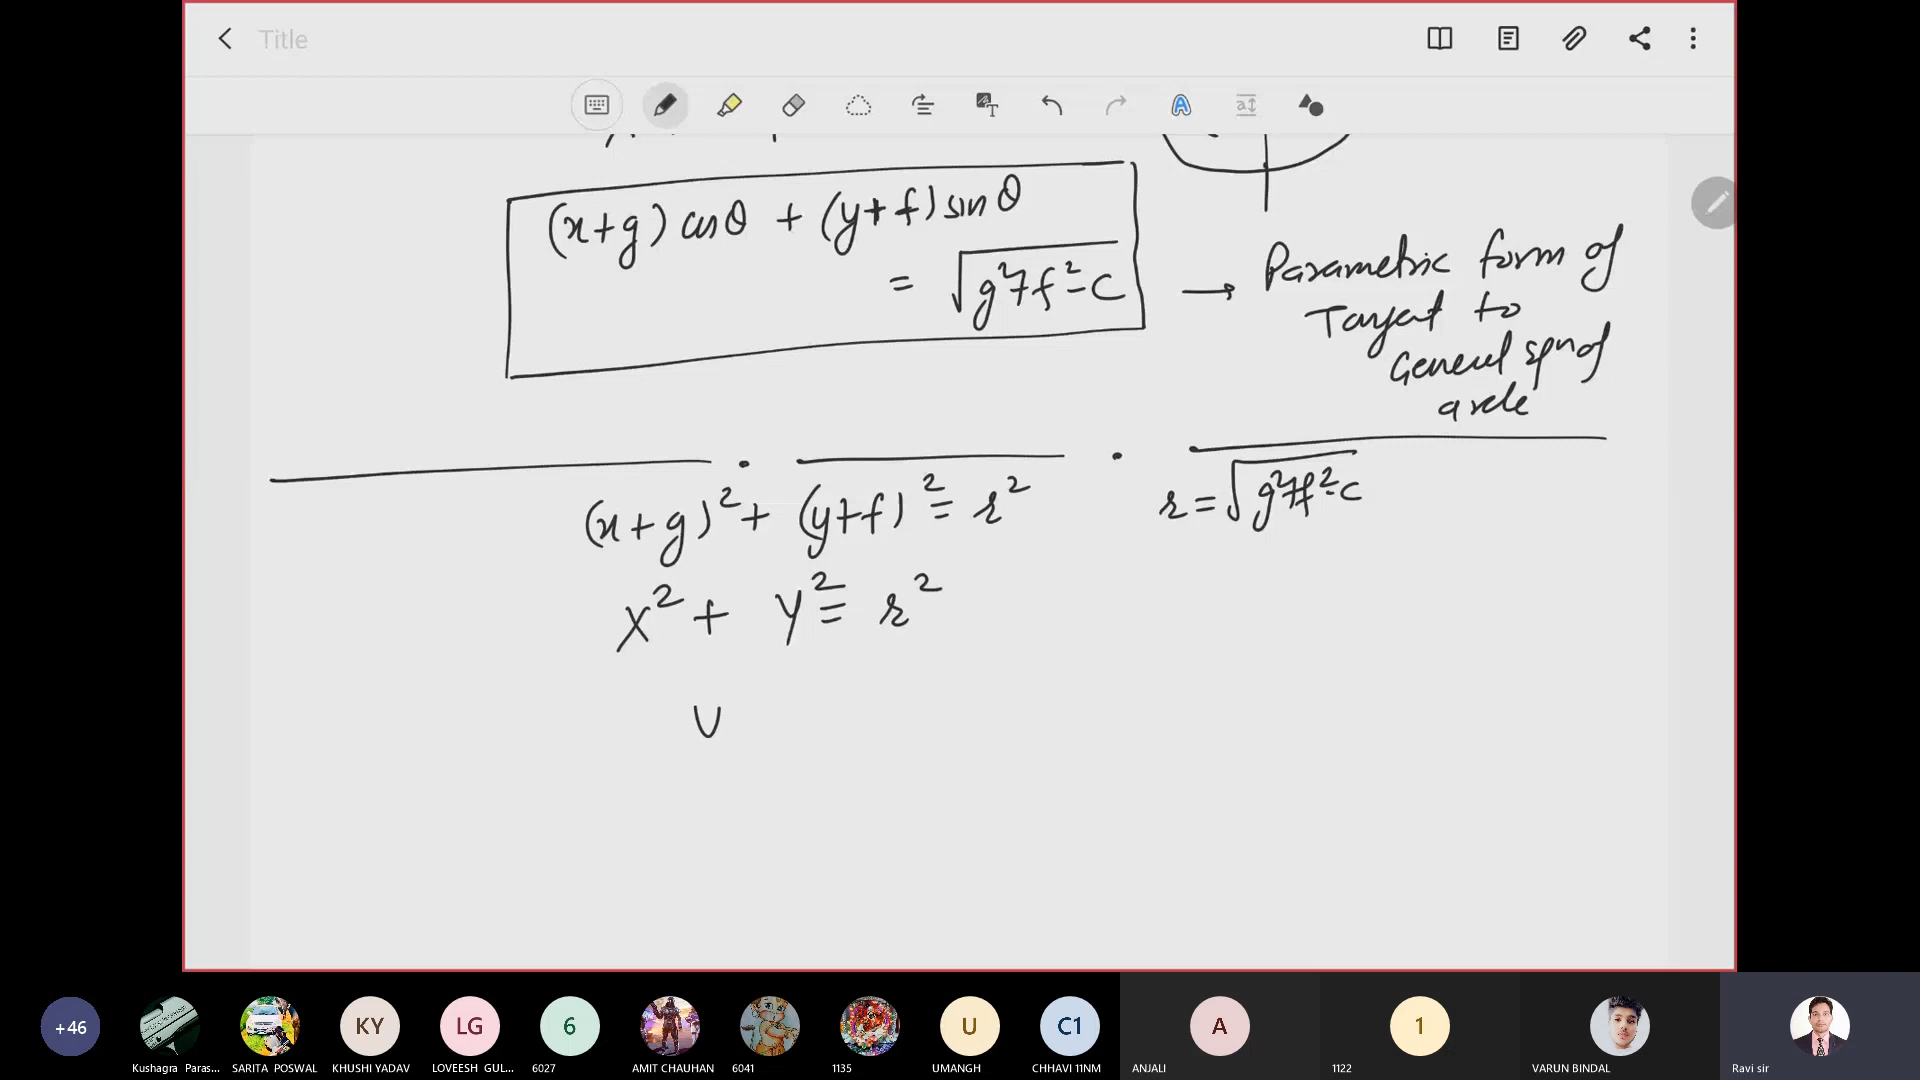 Title
(x+g) cosθ + (y+f) sinθ
= √g²+f²-c
→ Parametric form of
Tangent to
General eqn of
circle
(x+g)² + (y+f)² = r² r = √g²+f²-c
X² + Y² = r²
U
+46
Kushagra Paras...
SARITA POSWAL
KHUSHI YADAV
KY
LOVEESH GUL...
LG
6027
6
AMIT CHAUHAN
6041
1135
UMANGH
U
CHHAVI 11NM
C1
ANJALI
A
1122
1
VARUN BINDAL
Ravi sir